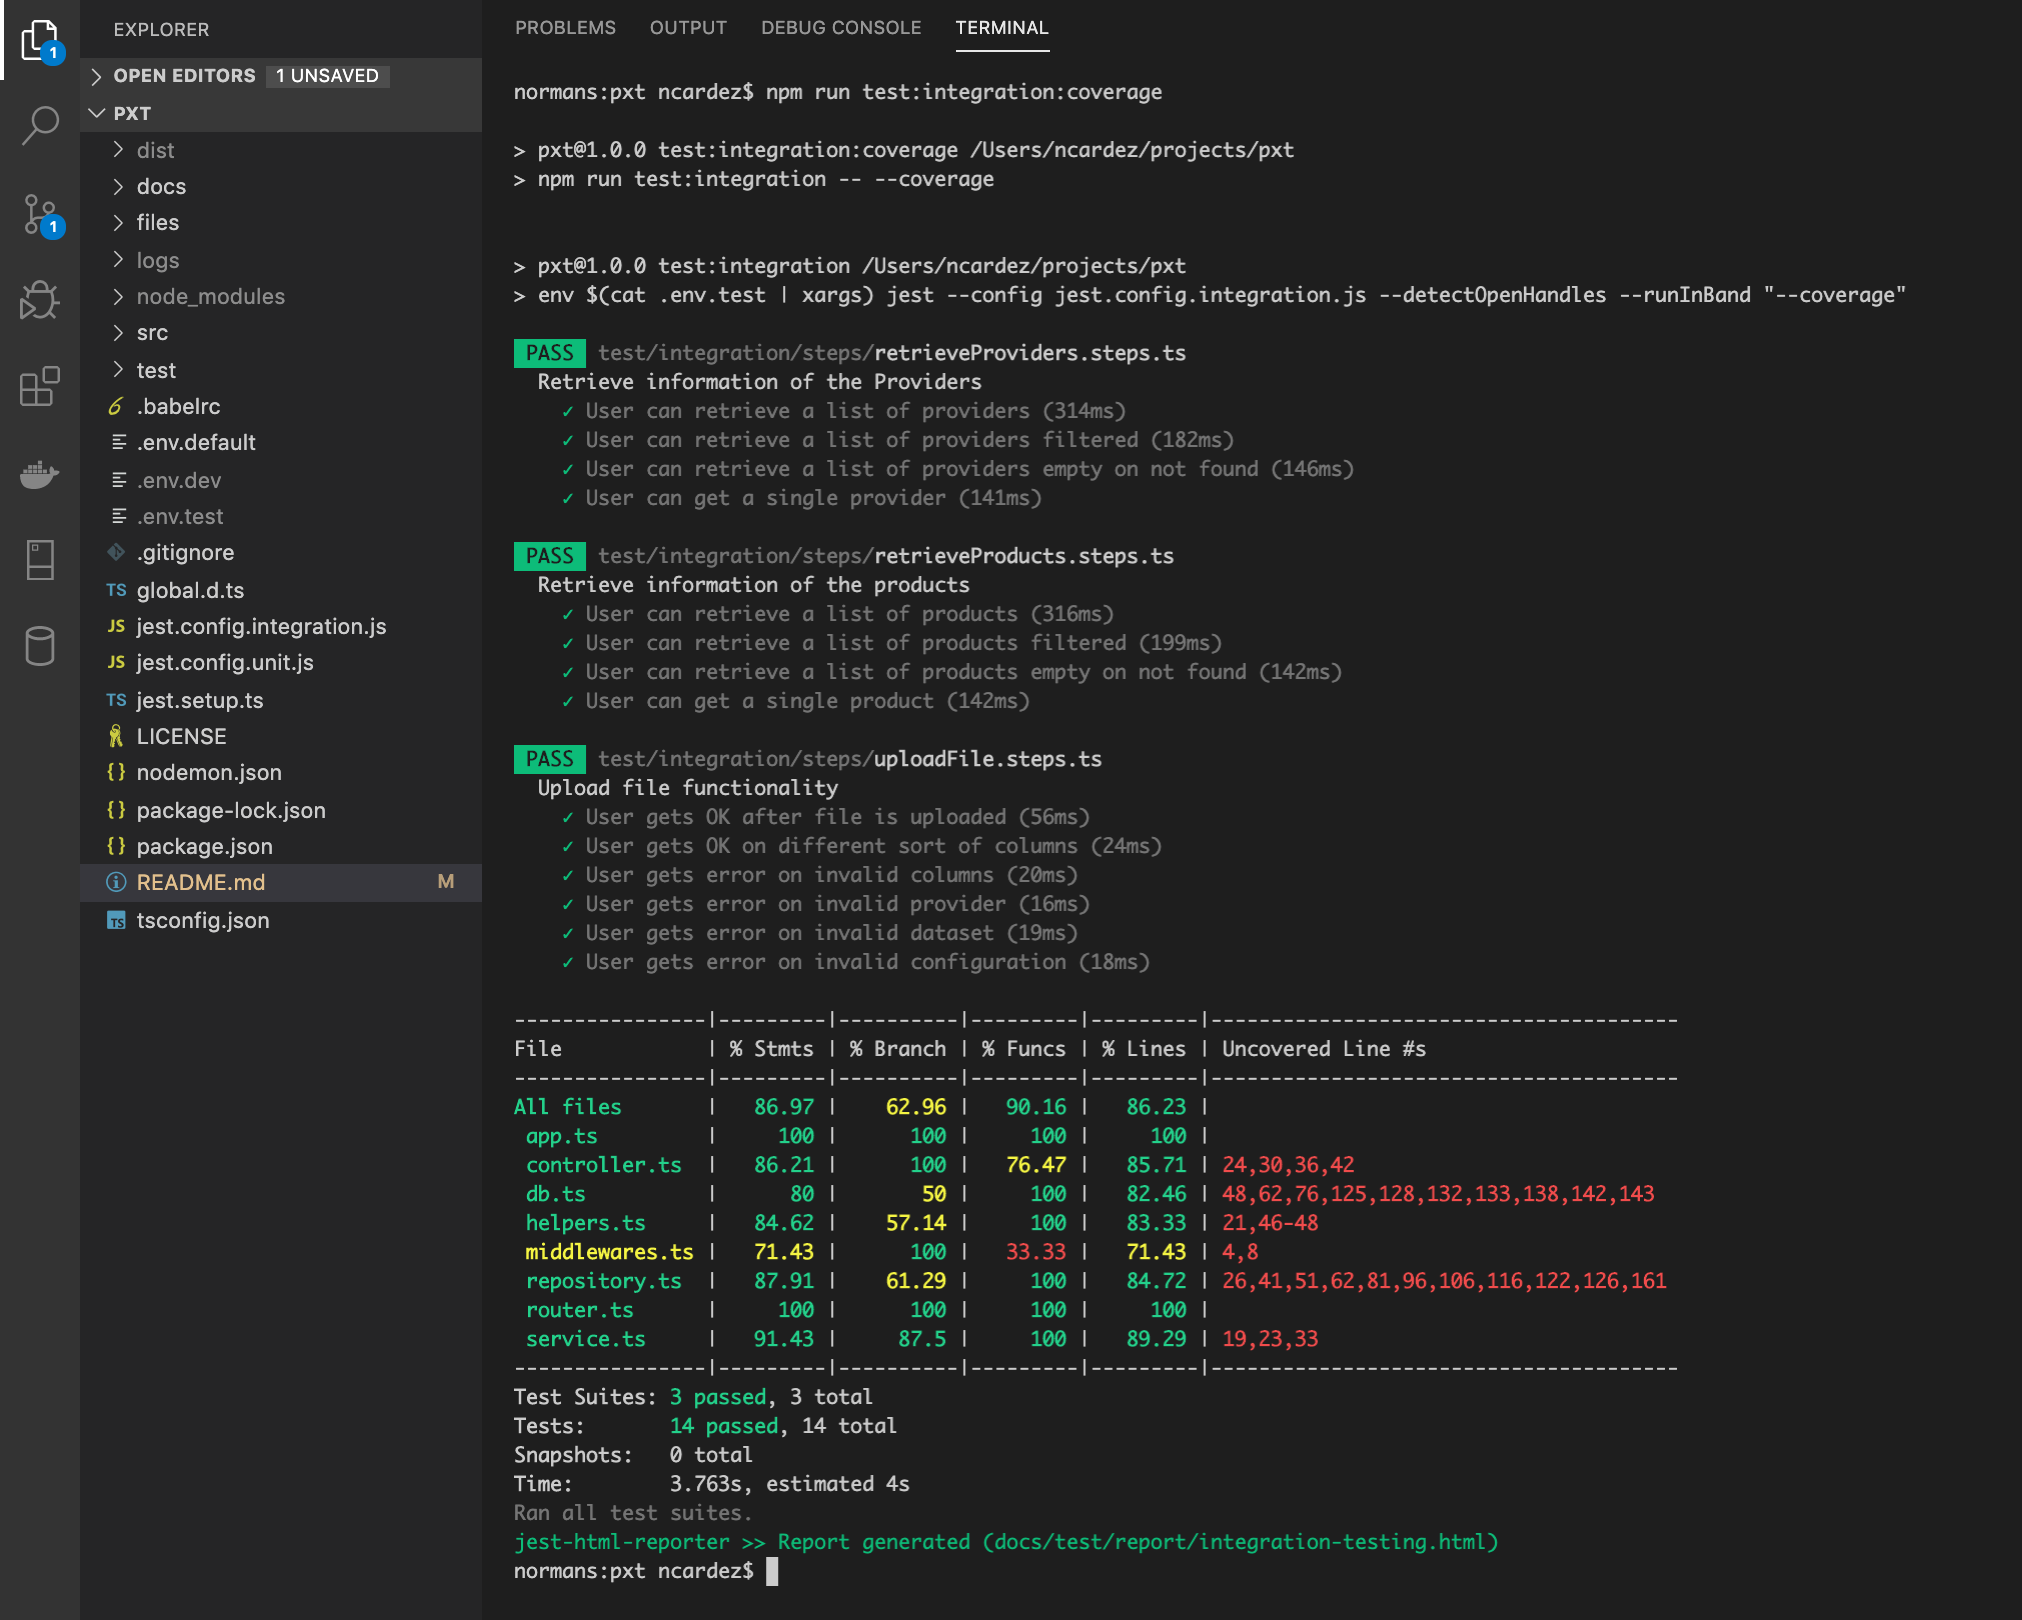 EXPLORER
OPEN EDITORS 1 UNSAVED
PXT
dist
docs
files
logs
node_modules
src
test
.babelrc
.env.default
.env.dev
.env.test
.gitignore
TS global.d.ts
JS jest.config.integration.js
JS jest.config.unit.js
TS jest.setup.ts
LICENSE
{} nodemon.json
{} package-lock.json
{} package.json
README.md M
TS tsconfig.json
1
1
PROBLEMS OUTPUT DEBUG CONSOLE TERMINAL
normans:pxt ncardez$ npm run test:integration:coverage
> pxt@1.0.0 test:integration:coverage /Users/ncardez/projects/pxt
> npm run test:integration -- --coverage
> pxt@1.0.0 test:integration /Users/ncardez/projects/pxt
> env $(cat .env.test | xargs) jest --config jest.config.integration.js --detectOpenHandles --runInBand "--coverage"
PASS test/integration/steps/retrieveProviders.steps.ts
Retrieve information of the Providers
✓ User can retrieve a list of providers (314ms)
✓ User can retrieve a list of providers filtered (182ms)
✓ User can retrieve a list of providers empty on not found (146ms)
✓ User can get a single provider (141ms)
PASS test/integration/steps/retrieveProducts.steps.ts
Retrieve information of the products
✓ User can retrieve a list of products (316ms)
✓ User can retrieve a list of products filtered (199ms)
✓ User can retrieve a list of products empty on not found (142ms)
✓ User can get a single product (142ms)
PASS test/integration/steps/uploadFile.steps.ts
Upload file functionality
✓ User gets OK after file is uploaded (56ms)
✓ User gets OK on different sort of columns (24ms)
✓ User gets error on invalid columns (20ms)
✓ User gets error on invalid provider (16ms)
✓ User gets error on invalid dataset (19ms)
✓ User gets error on invalid configuration (18ms)
----------------|---------|----------|---------|---------|---------------------------------------
File | % Stmts | % Branch | % Funcs | % Lines | Uncovered Line #s
----------------|---------|----------|---------|---------|---------------------------------------
All files | 86.97 | 62.96 | 90.16 | 86.23 |
app.ts | 100 | 100 | 100 | 100 |
controller.ts | 86.21 | 100 | 76.47 | 85.71 | 24,30,36,42
db.ts | 80 | 50 | 100 | 82.46 | 48,62,76,125,128,132,133,138,142,143
helpers.ts | 84.62 | 57.14 | 100 | 83.33 | 21,46-48
middlewares.ts | 71.43 | 100 | 33.33 | 71.43 | 4,8
repository.ts | 87.91 | 61.29 | 100 | 84.72 | 26,41,51,62,81,96,106,116,122,126,161
router.ts | 100 | 100 | 100 | 100 |
service.ts | 91.43 | 87.5 | 100 | 89.29 | 19,23,33
----------------|---------|----------|---------|---------|---------------------------------------
Test Suites: 3 passed, 3 total
Tests: 14 passed, 14 total
Snapshots: 0 total
Time: 3.763s, estimated 4s
Ran all test suites.
jest-html-reporter >> Report generated (docs/test/report/integration-testing.html)
normans:pxt ncardez$